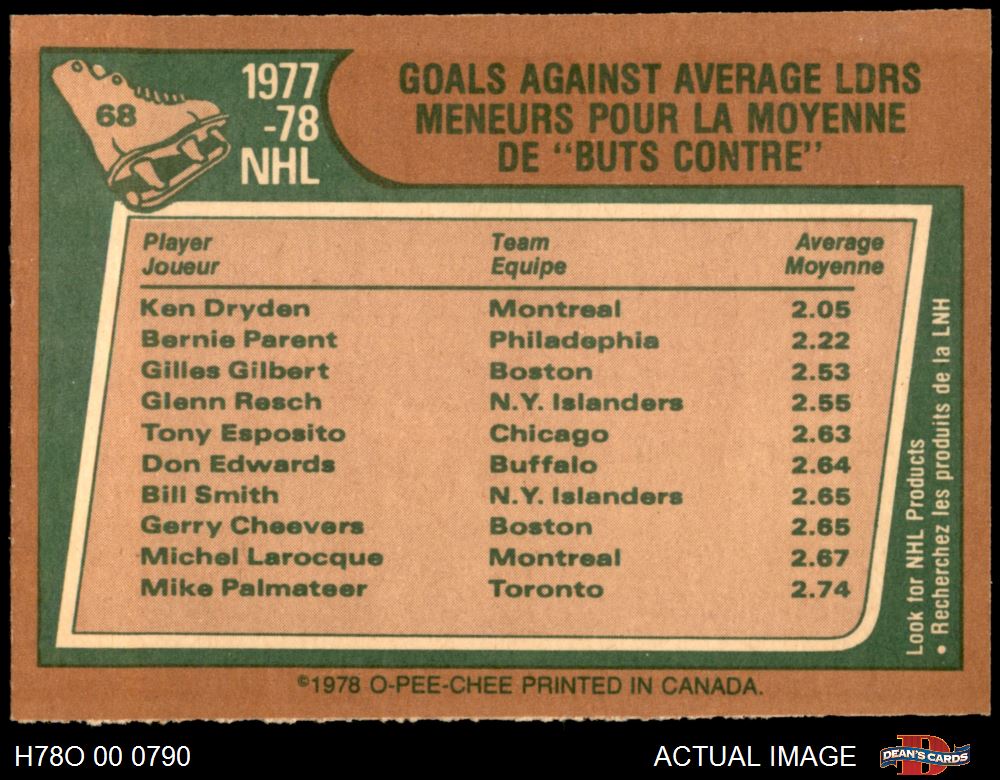 68
1977
-78
NHL
GOALS AGAINST AVERAGE LDRS
MENEURS POUR LA MOYENNE
DE “BUTS CONTRE”
Player Team Average
Joueur Equipe Moyenne
Ken Dryden Montreal 2.05
Bernie Parent Philadephia 2.22
Gilles Gilbert Boston 2.53
Glenn Resch N.Y. Islanders 2.55
Tony Esposito Chicago 2.63
Don Edwards Buffalo 2.64
Bill Smith N.Y. Islanders 2.65
Gerry Cheevers Boston 2.65
Michel Larocque Montreal 2.67
Mike Palmateer Toronto 2.74
Look for NHL Products
• Recherchez les produits de la LNH
©1978 O-PEE-CHEE PRINTED IN CANADA.
H78O 00 0790 ACTUAL IMAGE DEAN'S CARDS